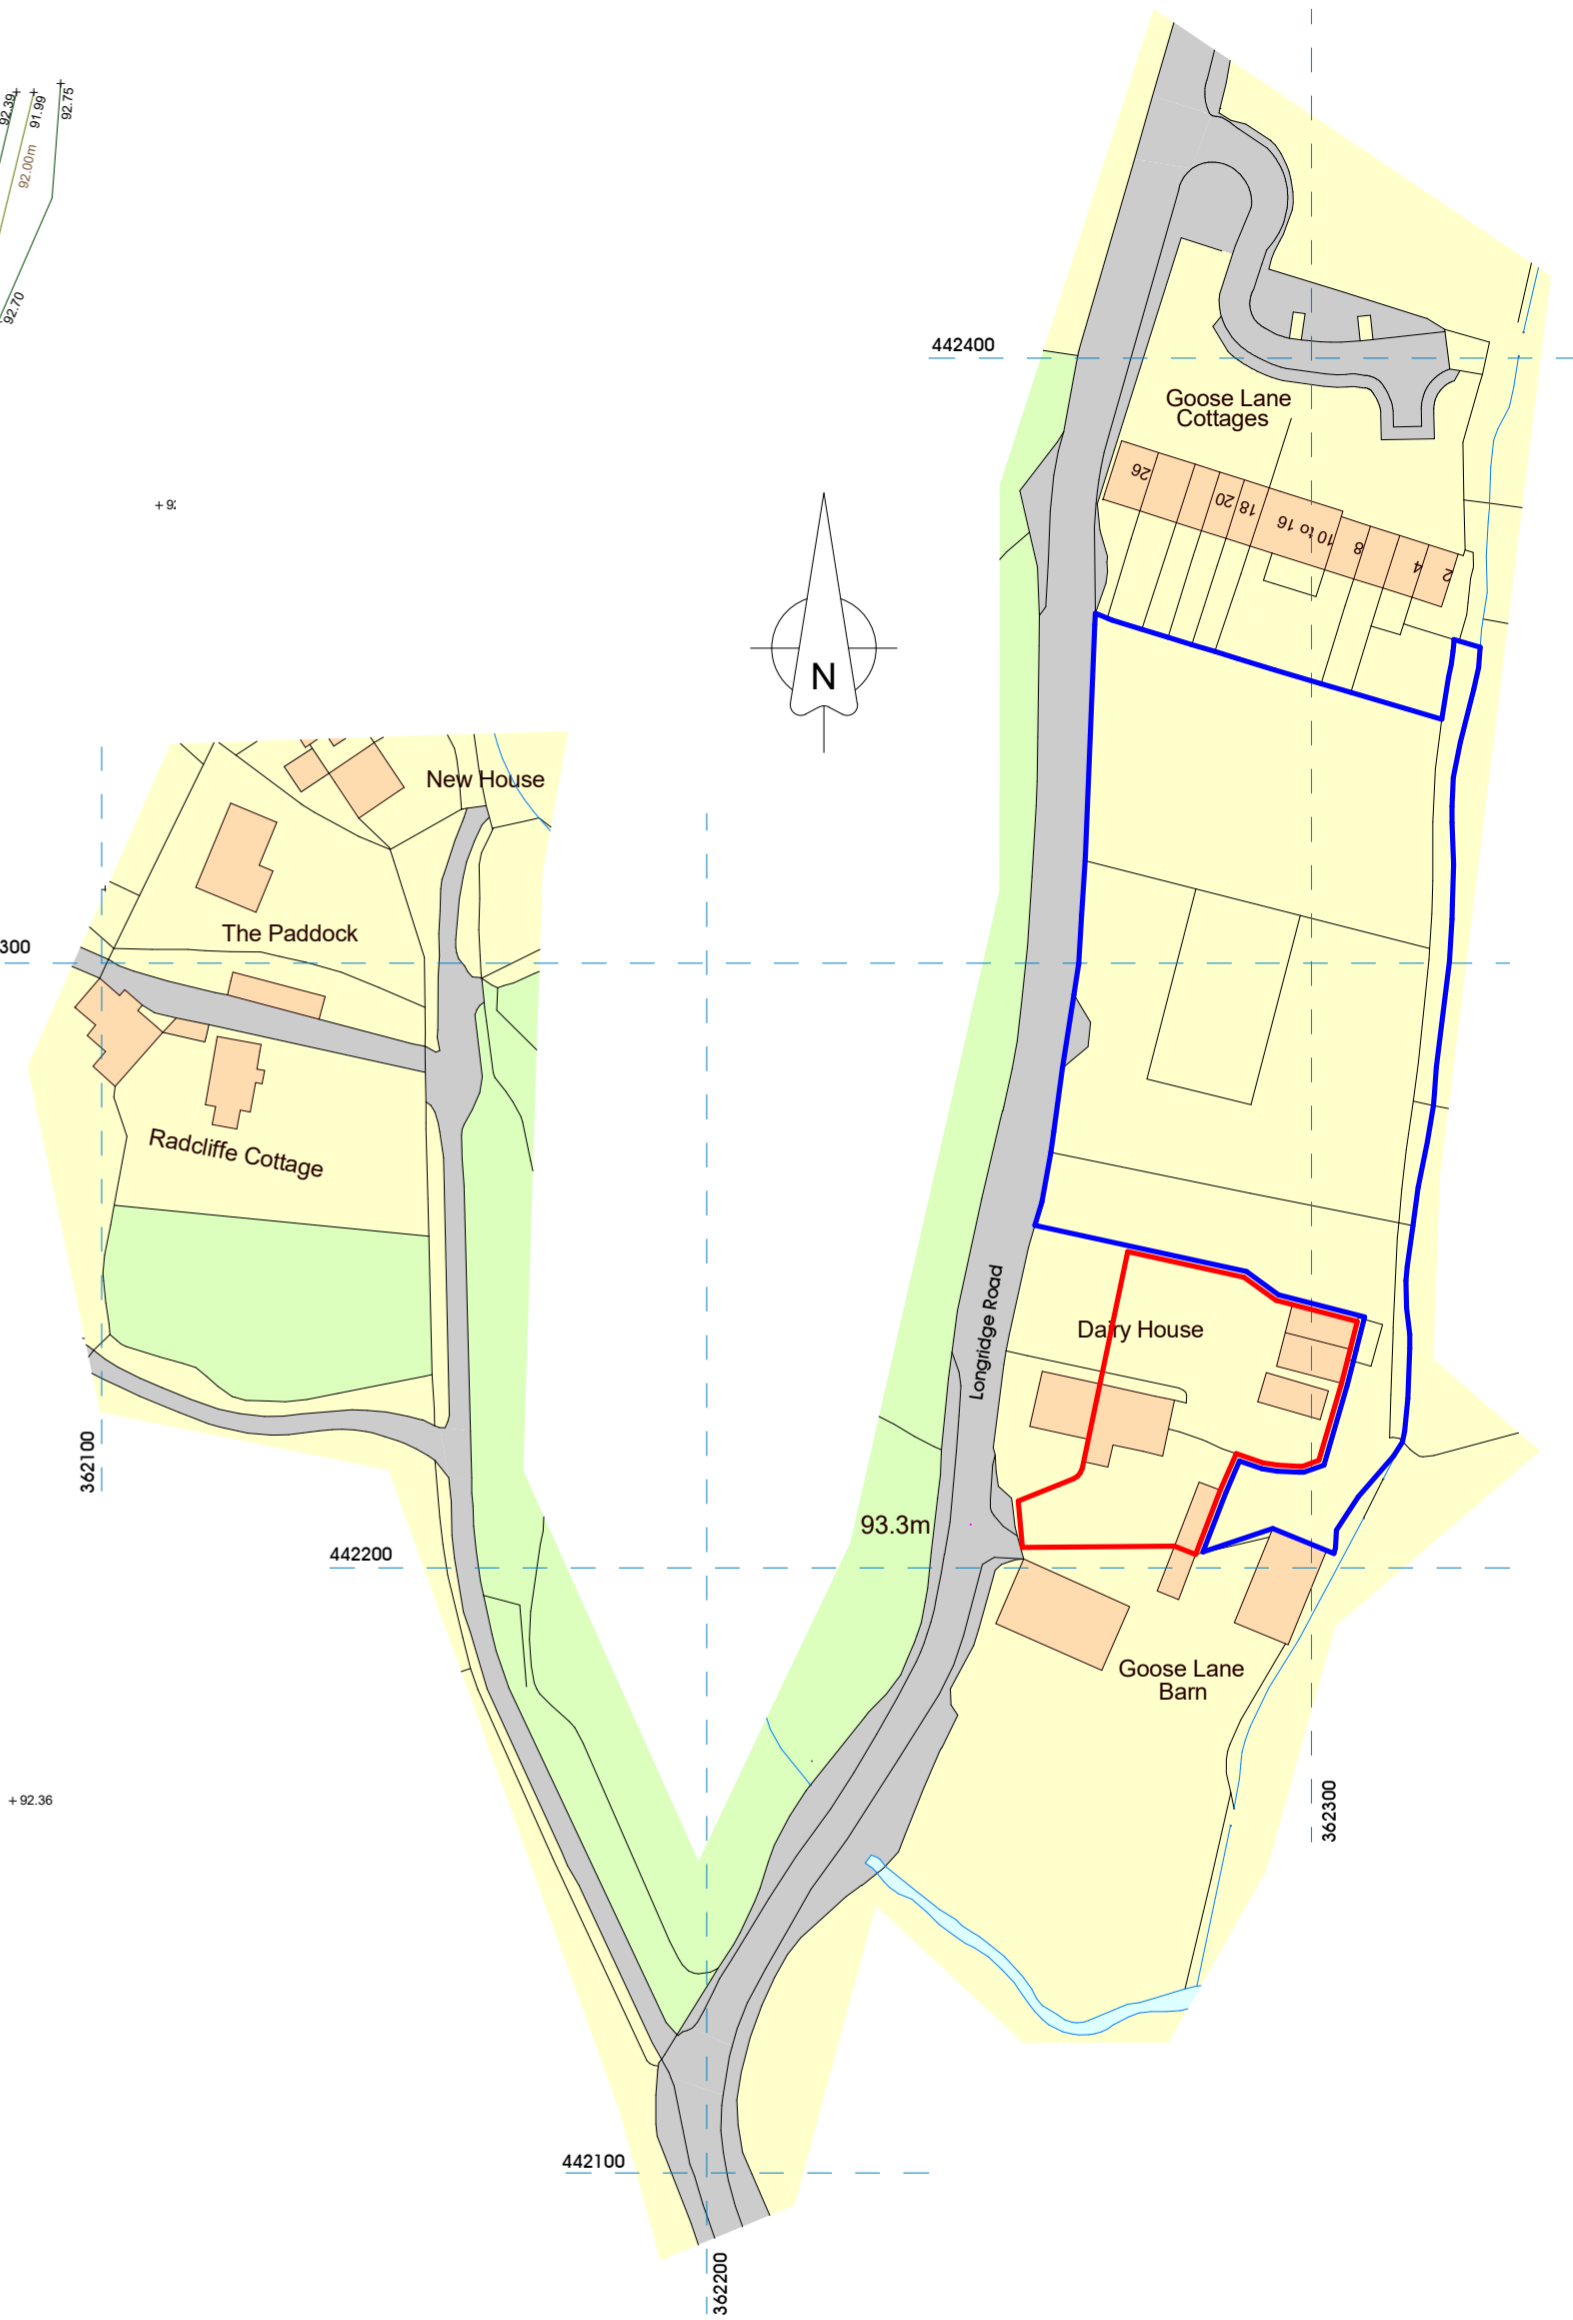 92.39
91.99
92.75
92.00m
92.70
442400
Goose Lane
Cottages
26
20
18
10 to 16
8
4
2
N
New House
The Paddock
300
Radcliffe Cottage
Longridge Road
Dairy House
362100
93.3m
442200
Goose Lane
Barn
362300
+92.36
442100
362200